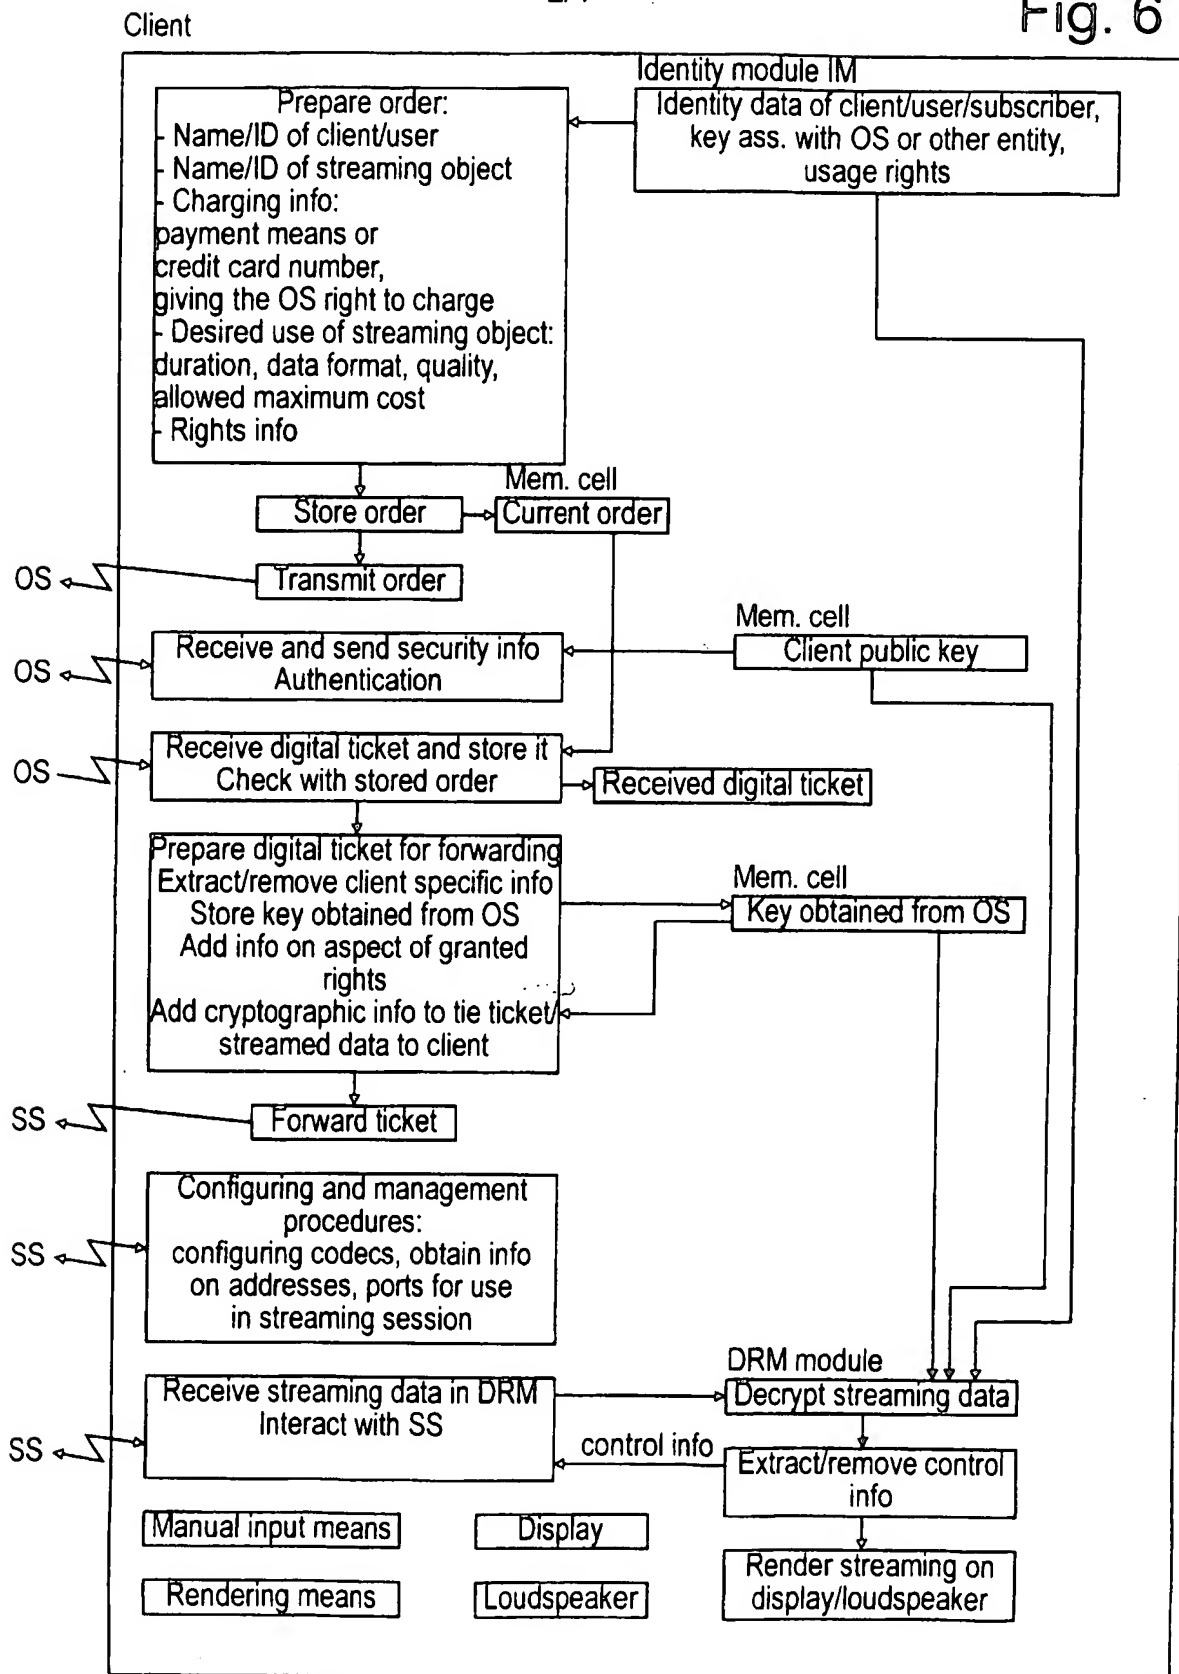 Fig. 6
Client
Identity module IM
Prepare order:
- Name/ID of client/user
- Name/ID of streaming object
- Charging info:
payment means or
credit card number,
giving the OS right to charge
- Desired use of streaming object:
duration, data format, quality,
allowed maximum cost
- Rights info
Identity data of client/user/subscriber,
key ass. with OS or other entity,
usage rights
Mem. cell
Store order
Current order
OS
Transmit order
Mem. cell
OS
Receive and send security info
Authentication
Client public key
OS
Receive digital ticket and store it
Check with stored order
Received digital ticket
Prepare digital ticket for forwarding
Extract/remove client specific info
Store key obtained from OS
Add info on aspect of granted
rights
Add cryptographic info to tie ticket/
streamed data to client
Mem. cell
Key obtained from OS
SS
Forward ticket
SS
Configuring and management
procedures:
configuring codecs, obtain info
on addresses, ports for use
in streaming session
DRM module
SS
Receive streaming data in DRM
Interact with SS
Decrypt streaming data
control info
Extract/remove control
info
Manual input means
Display
Render streaming on
display/loudspeaker
Rendering means
Loudspeaker